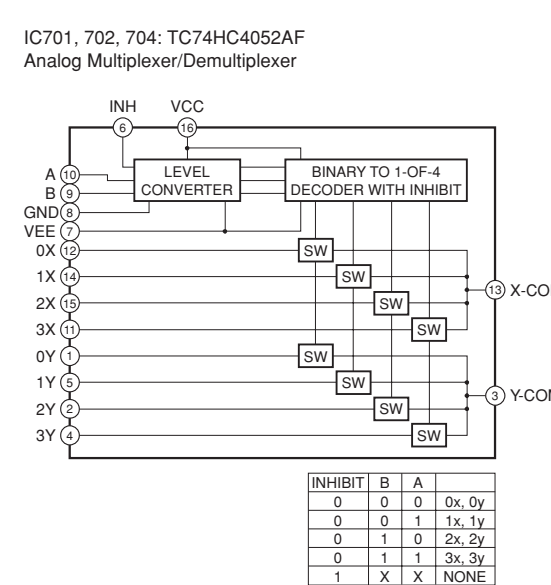 IC701, 702, 704: TC74HC4052AF
Analog Multiplexer/Demultiplexer
INH VCC
6 16
A 10 LEVEL BINARY TO 1-OF-4
B 9 CONVERTER DECODER WITH INHIBIT
GND 8
VEE 7
0X 12 SW
1X 14 SW
13 X-CO
2X 15 SW
3X 11 SW
0Y 1 SW
1Y 5 SW
3 Y-CO
2Y 2 SW
3Y 4 SW
INHIBIT B A
0 0 0 0x, 0y
0 0 1 1x, 1y
0 1 0 2x, 2y
0 1 1 3x, 3y
1 X X NONE